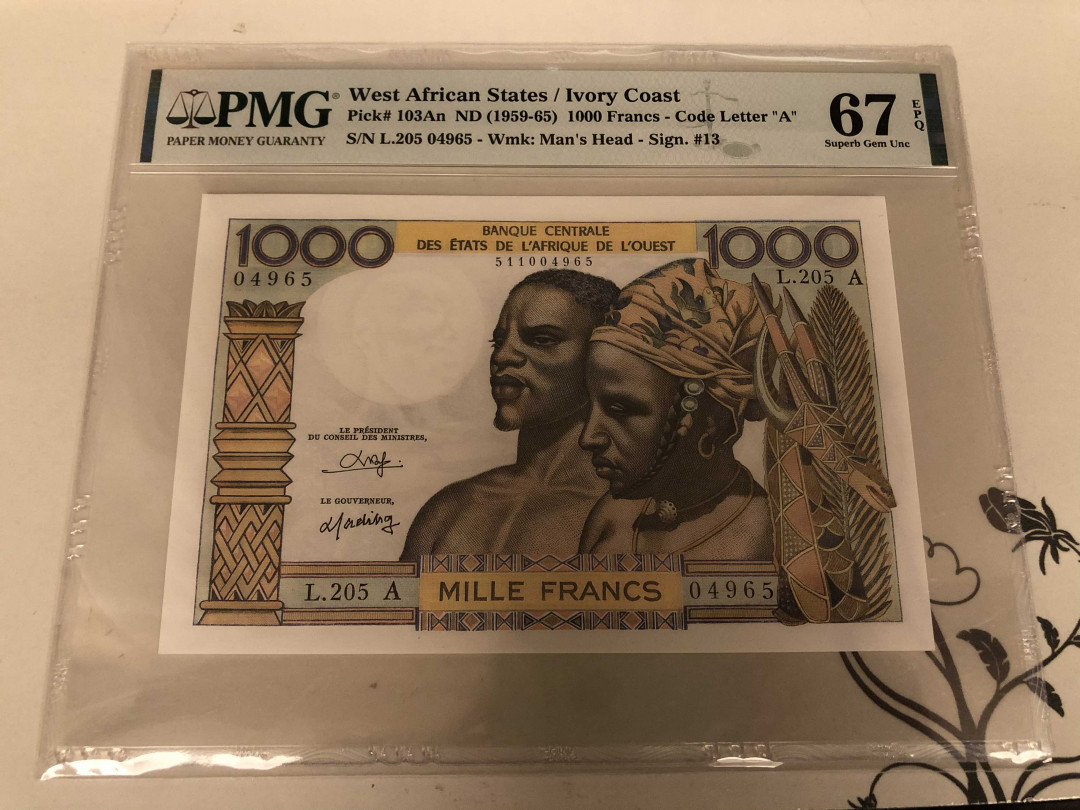 PMG
PAPER MONEY GUARANTY
West African States / Ivory Coast
Pick# 103An ND (1959-65) 1000 Francs - Code Letter "A"
S/N L.205 04965 - Wmk: Man's Head - Sign. #13
67
EPQ
Superb Gem Unc
1000
BANQUE CENTRALE
DES ÉTATS DE L'AFRIQUE DE L'OUEST
511004965
1000
04965
L.205 A
LE PRÉSIDENT
DU CONSEIL DES MINISTRES,
LE GOUVERNEUR,
L.205 A
MILLE FRANCS
04965